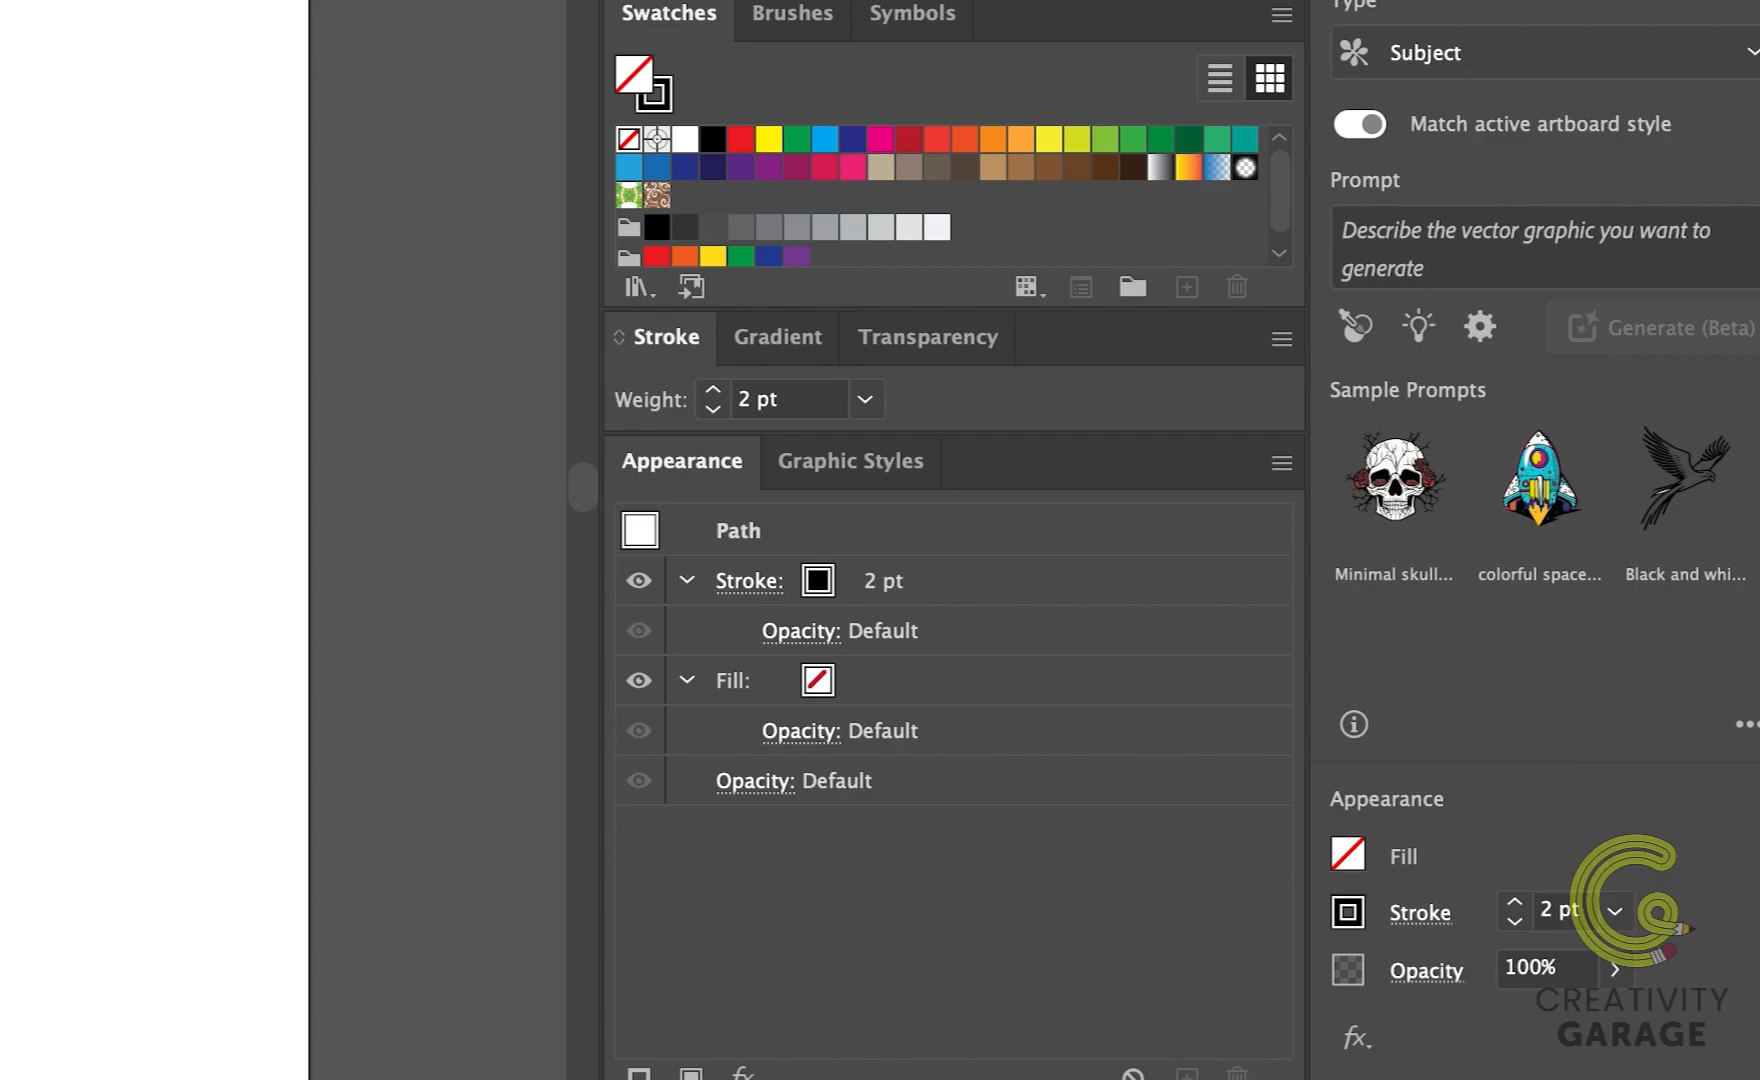 Swatches
Brushes
Symbols
Stroke
Gradient
Transparency
Weight:
2 pt
Appearance
Graphic Styles
Path
Stroke:
2 pt
Opacity: Default
Fill:
Opacity: Default
Opacity: Default
fx
Type
Subject
Match active artboard style
Prompt
Describe the vector graphic you want to
generate
Generate (Beta)
Sample Prompts
Minimal skull...
colorful space...
Black and whi...
Appearance
Fill
Stroke
2 pt
Opacity
100%
fx.
CREATIVITY
GARAGE